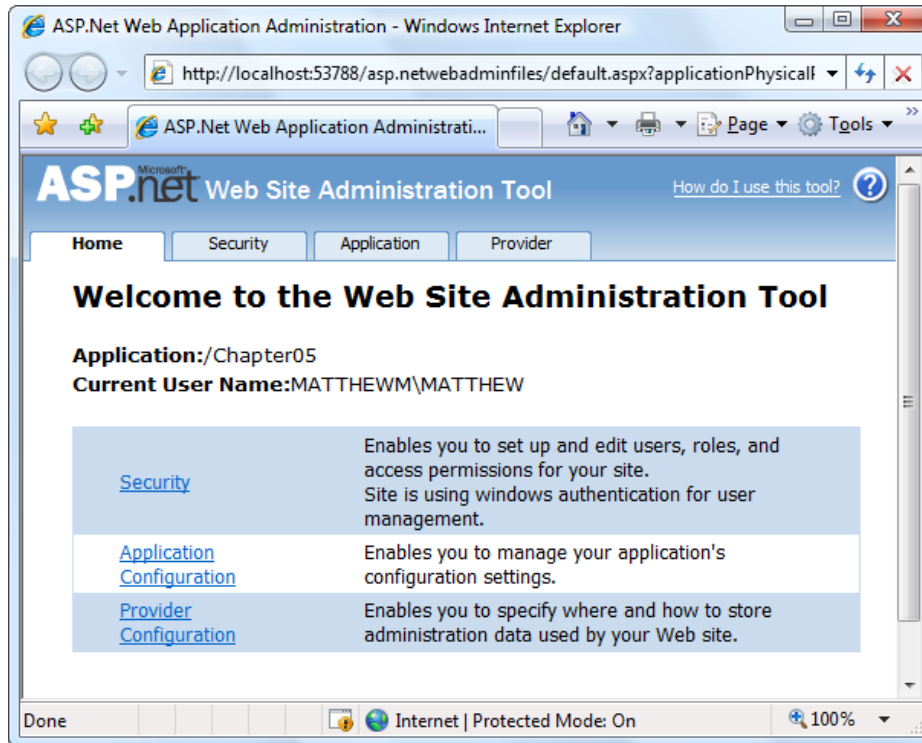 ASP.Net Web Application Administration - Windows Internet Explorer
http://localhost:53788/asp.netwebadminfiles/default.aspx?applicationPhysicalF
ASP.Net Web Application Administrati...
Page
Tools
Microsoft
ASP.net Web Site Administration Tool
How do I use this tool? ?
Home Security Application Provider
Welcome to the Web Site Administration Tool
Application:/Chapter05
Current User Name:MATTHEWM\MATTHEW
Security
Enables you to set up and edit users, roles, and
access permissions for your site.
Site is using windows authentication for user
management.
Application
Configuration
Enables you to manage your application's
configuration settings.
Provider
Configuration
Enables you to specify where and how to store
administration data used by your Web site.
Done
Internet | Protected Mode: On
100%